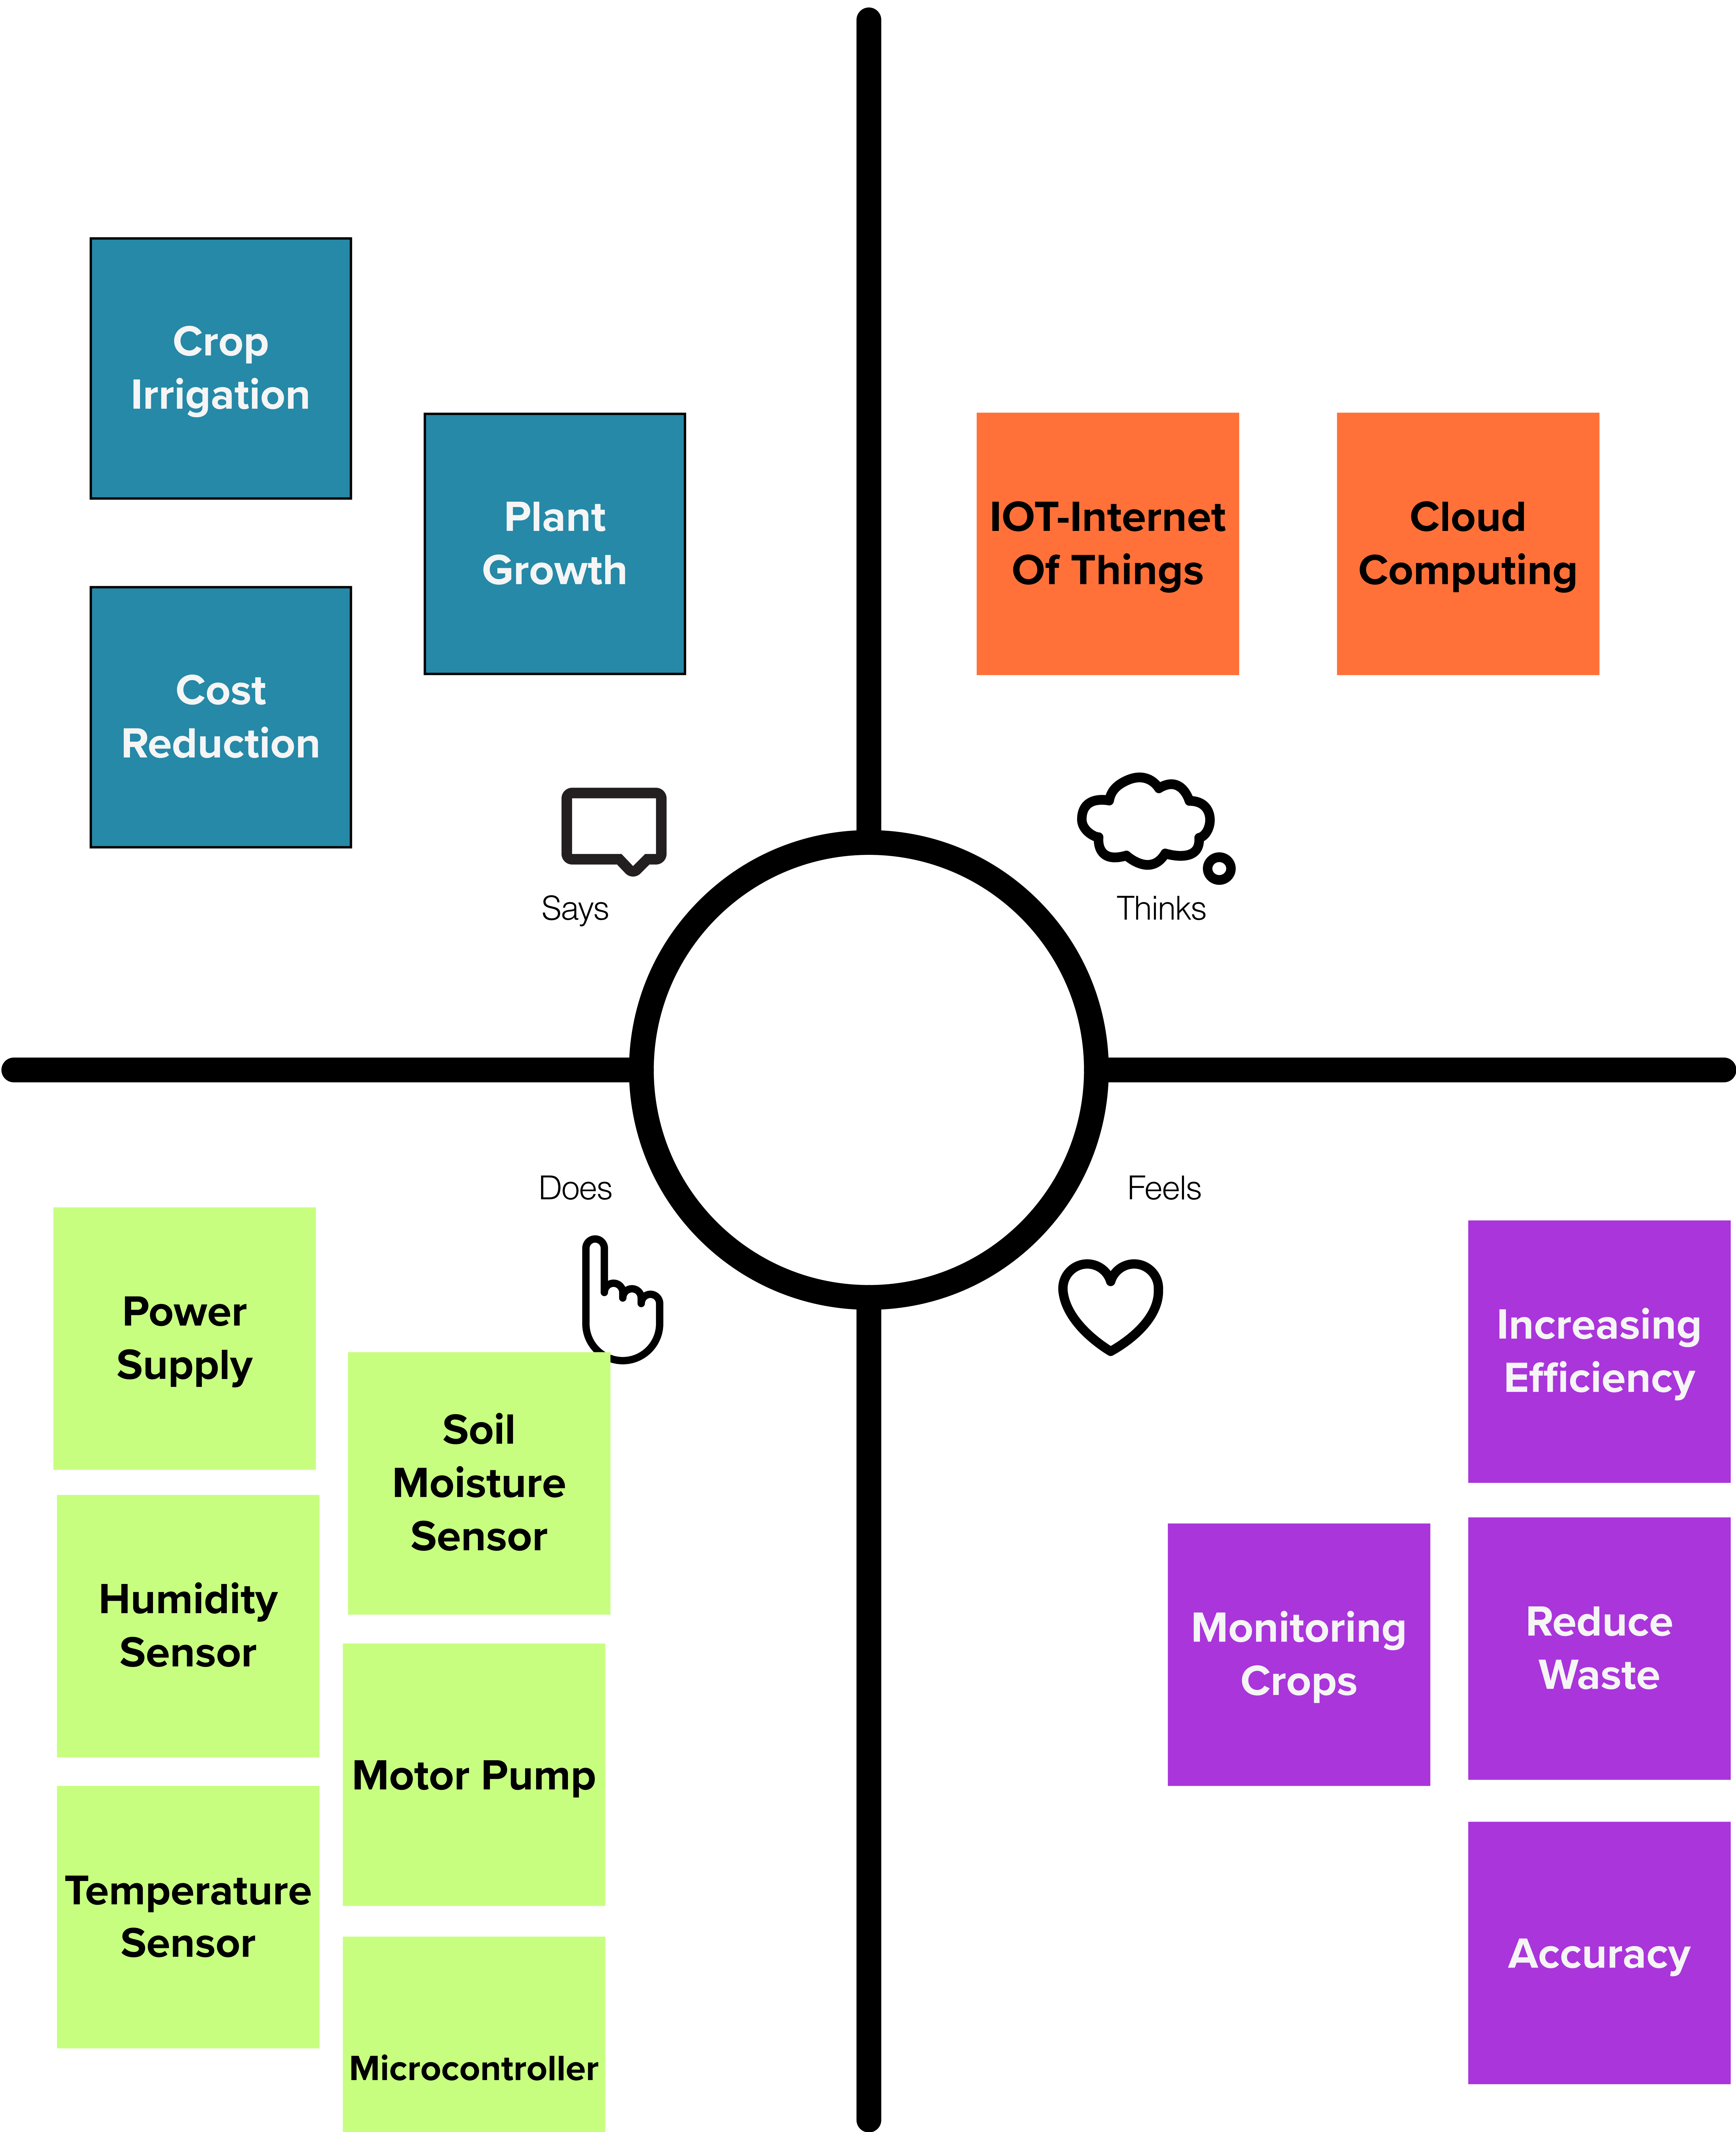 Crop
Irrigation
Plant
Growth
Cost
Reduction
Says
IOT-Internet
Of Things
Cloud
Computing
Thinks
Does
Power
Supply
Soil
Moisture
Sensor
Humidity
Sensor
Motor Pump
Temperature
Sensor
Microcontroller
Feels
Increasing
Efficiency
Monitoring
Crops
Reduce
Waste
Accuracy